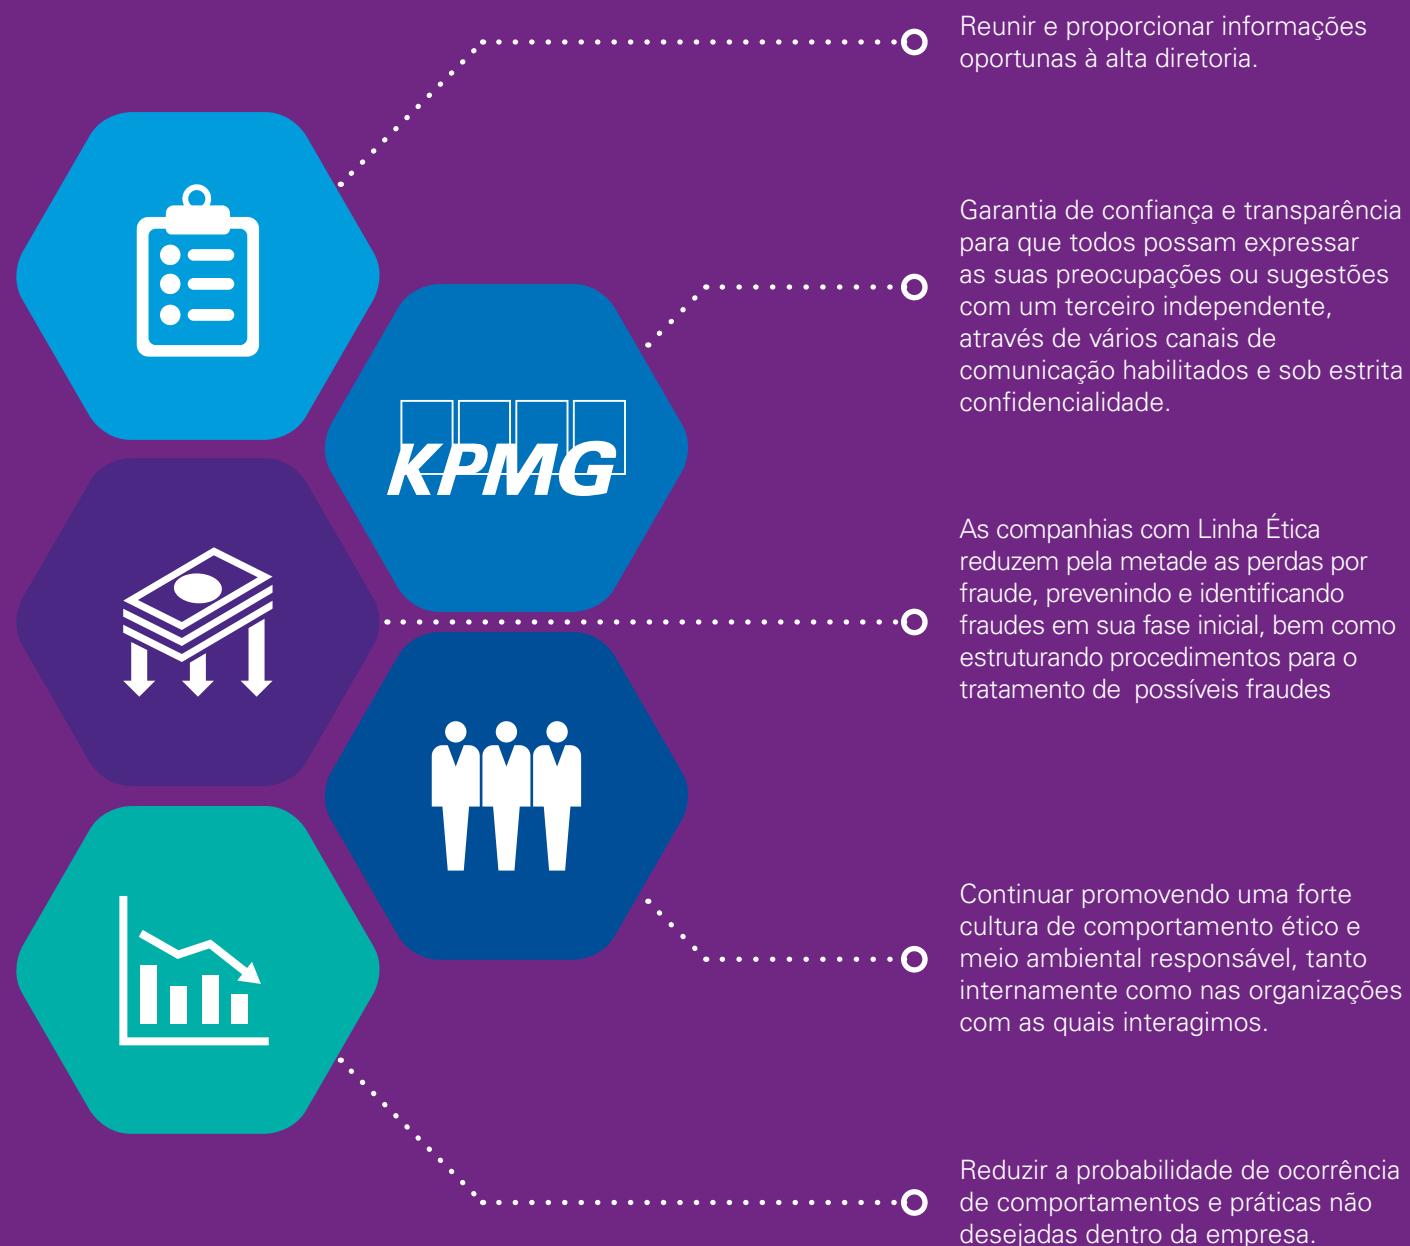 Reunir e proporcionar informações
oportunas à alta diretoria.
Garantia de confiança e transparência
para que todos possam expressar
as suas preocupações ou sugestões
com um terceiro independente,
através de vários canais de
comunicação habilitados e sob estrita
confidencialidade.
KPMG
As companhias com Linha Ética
reduzem pela metade as perdas por
fraude, prevenindo e identificando
fraudes em sua fase inicial, bem como
estruturando procedimentos para o
tratamento de  possíveis fraudes
Continuar promovendo uma forte
cultura de comportamento ético e
meio ambiental responsável, tanto
internamente como nas organizações
com as quais interagimos.
Reduzir a probabilidade de ocorrência
de comportamentos e práticas não
desejadas dentro da empresa.